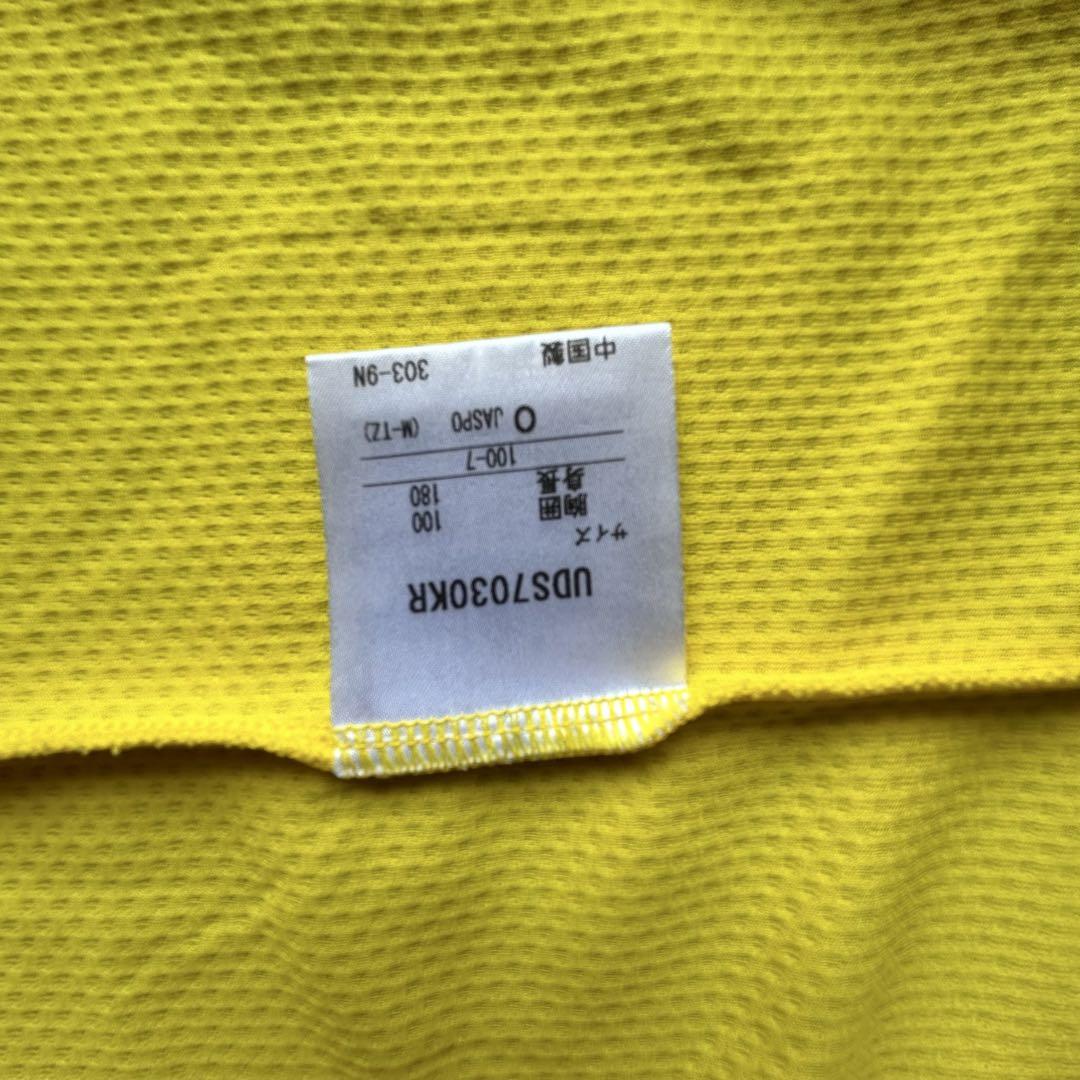 UDS7030KR
サイズ
胸囲 100
身長 180
100-7
O JASPO (M-TZ)
中国製 303-9N